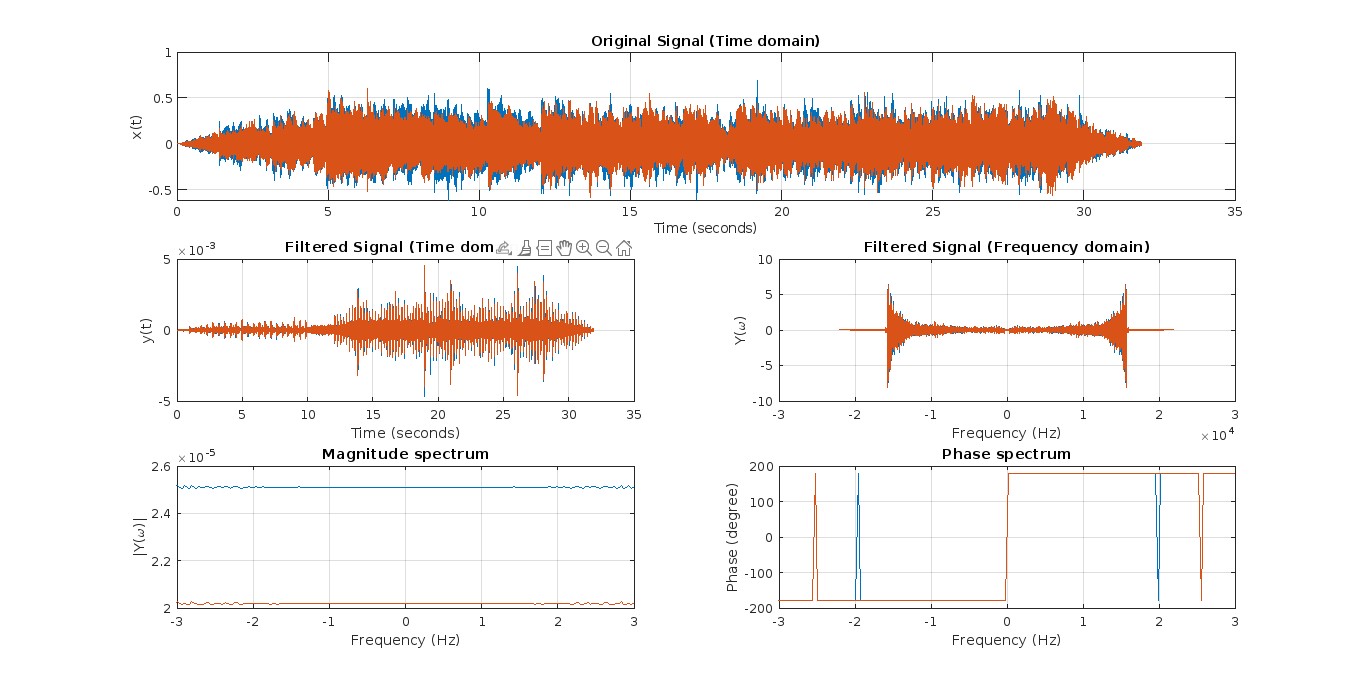 Original Signal (Time domain)
x(t)
1
0.5
0
-0.5
0 5 10 15 20 25 30 35
Time (seconds)
Filtered Signal (Time dom
×10⁻³
y(t)
5
0
-5
0 5 10 15 20 25 30 35
Time (seconds)
Filtered Signal (Frequency domain)
Y(ω)
10
5
0
-5
-10
-3 -2 -1 0 1 2 3
Frequency (Hz)
×10⁴
Magnitude spectrum
×10⁻⁵
|Y(ω)|
2.6
2.4
2.2
2
-3 -2 -1 0 1 2 3
Frequency (Hz)
Phase spectrum
Phase (degree)
200
100
0
-100
-200
-3 -2 -1 0 1 2 3
Frequency (Hz)